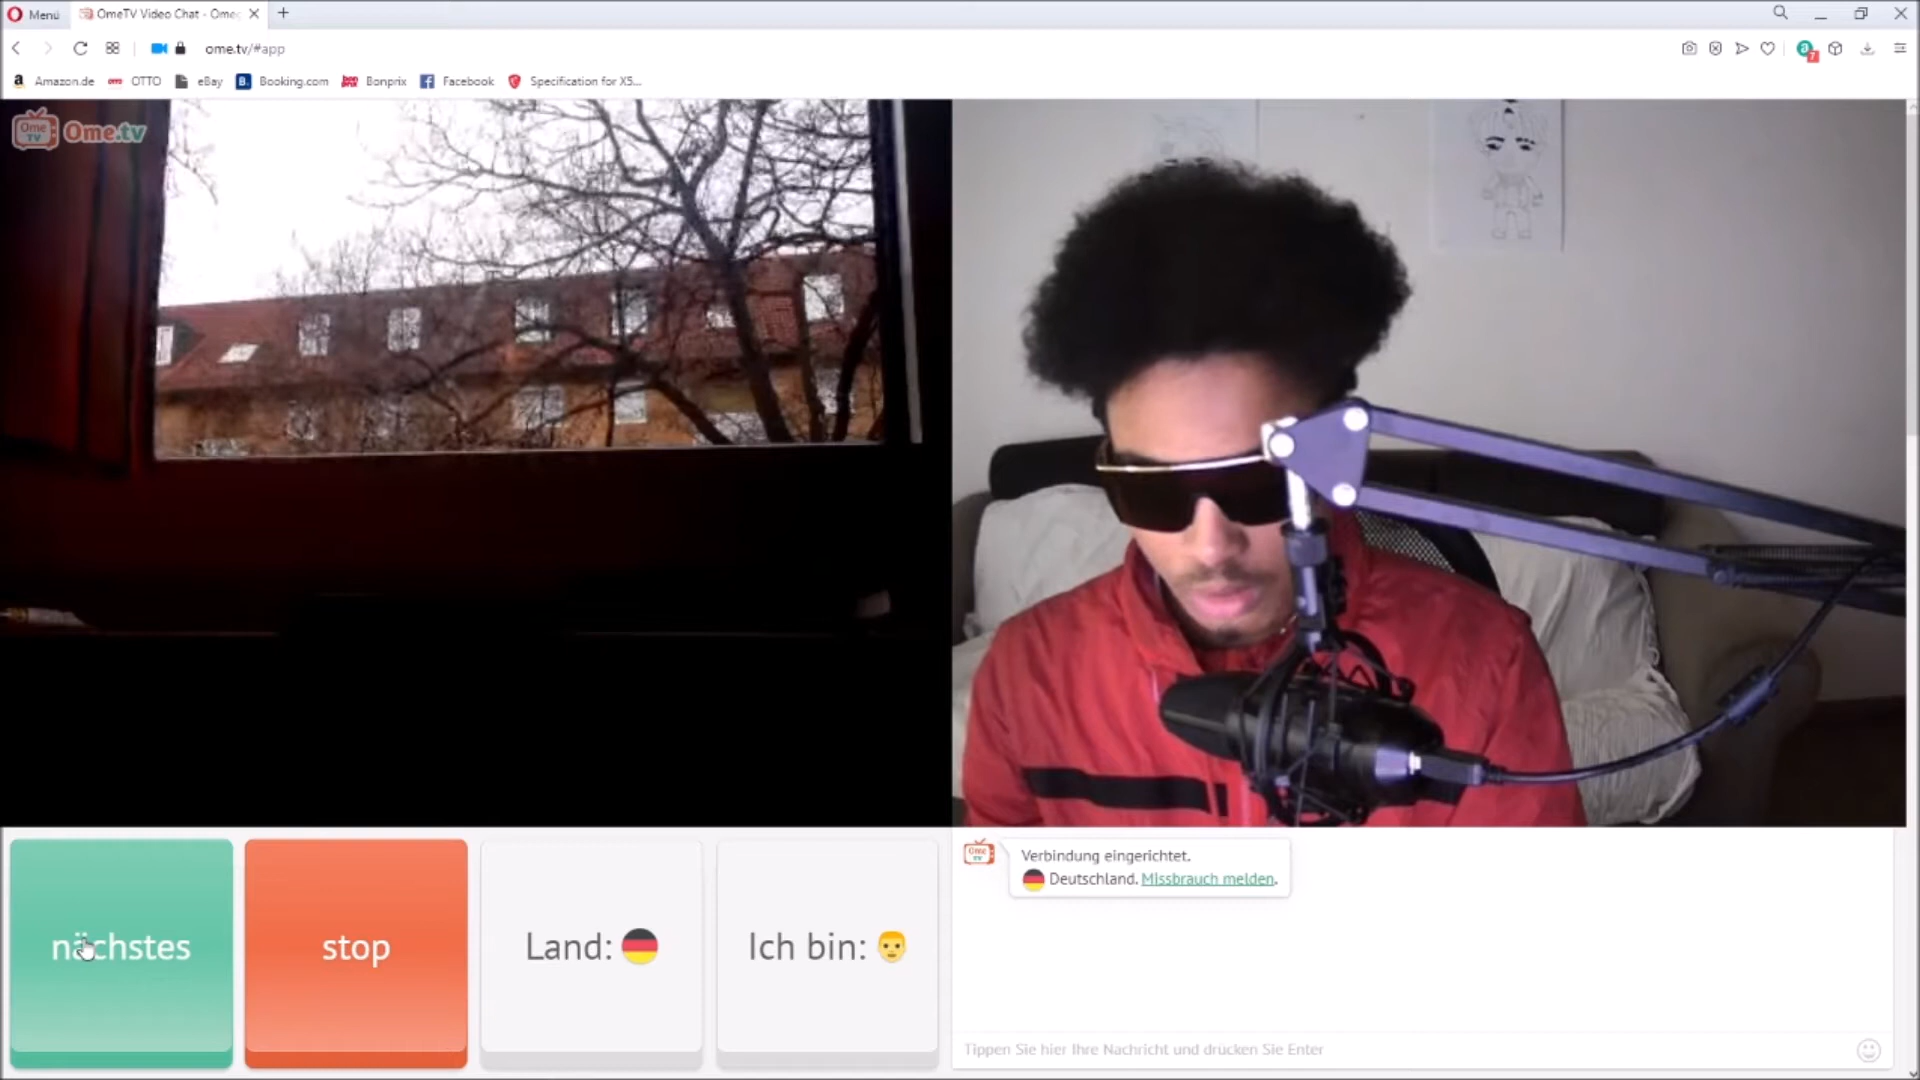 Menü
OmeTV Video Chat - Ome
ome.tv/#app
Amazon.de
OTTO
eBay
Booking.com
Bonprix
Facebook
Specification for X5...
Ome TV Ome.tv
Verbindung eingerichtet.
Deutschland. Missbrauch melden.
nächstes
stop
Land:
Ich bin:
Tippen Sie hier Ihre Nachricht und drücken Sie Enter